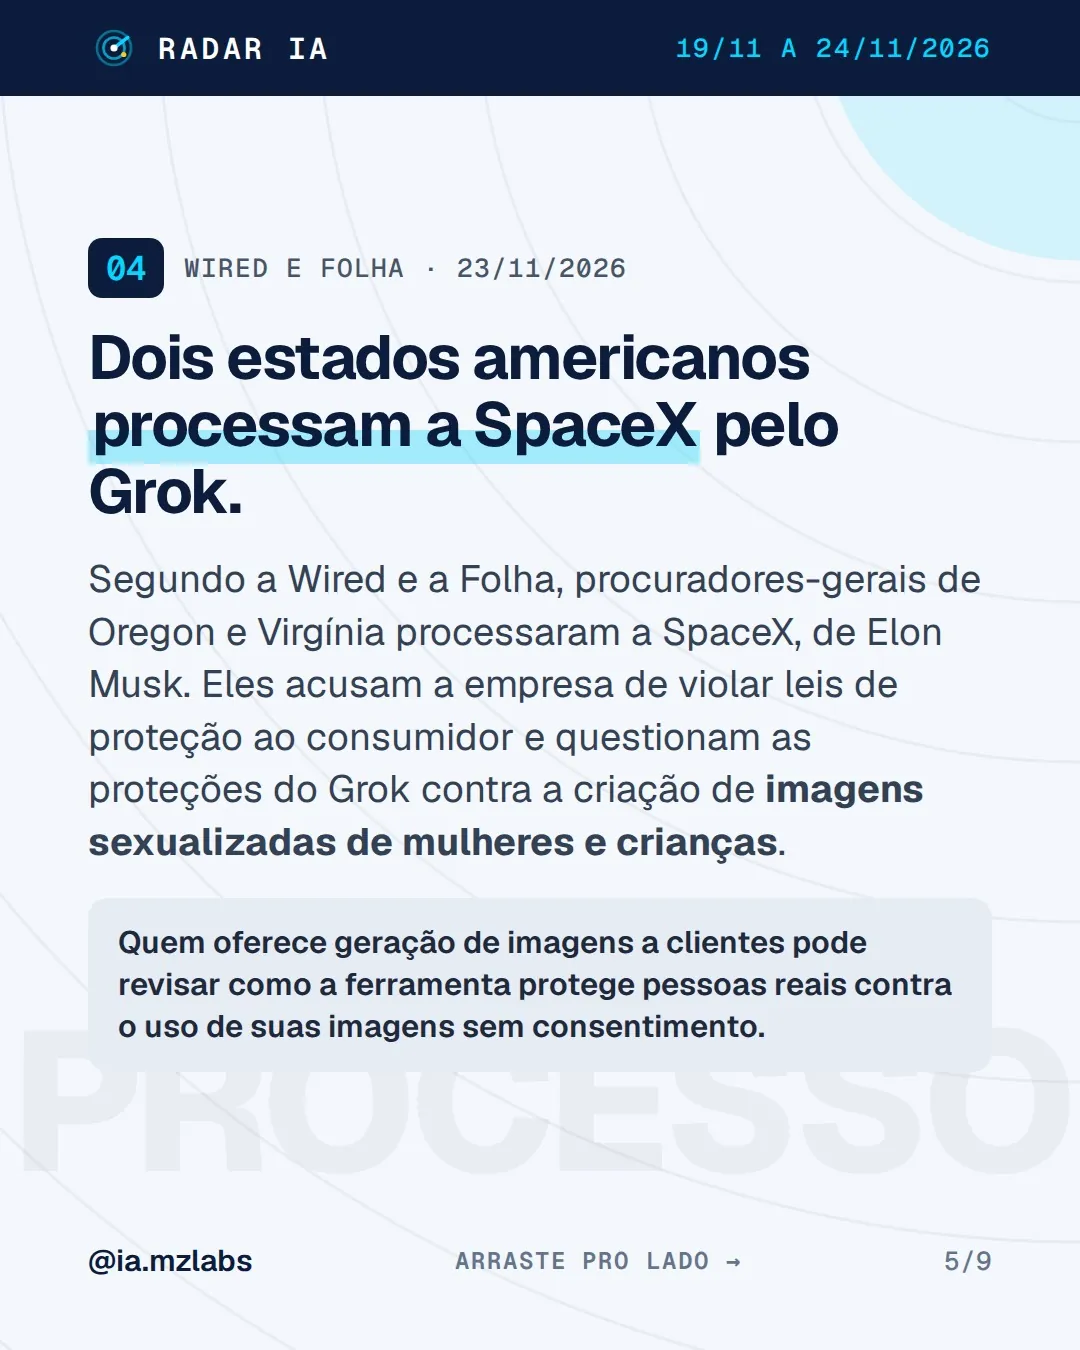 RADAR IA
19/11 A 24/11/2026
04
WIRED E FOLHA · 23/11/2026
Dois estados americanos
processam a SpaceX pelo
Grok.
Segundo a Wired e a Folha, procuradores-gerais de
Oregon e Virgínia processaram a SpaceX, de Elon
Musk. Eles acusam a empresa de violar leis de
proteção ao consumidor e questionam as
proteções do Grok contra a criação de imagens
sexualizadas de mulheres e crianças.
Quem oferece geração de imagens a clientes pode
revisar como a ferramenta protege pessoas reais contra
o uso de suas imagens sem consentimento.
PROCESSO
@ia.mzlabs
ARRASTE PRO LADO →
5/9